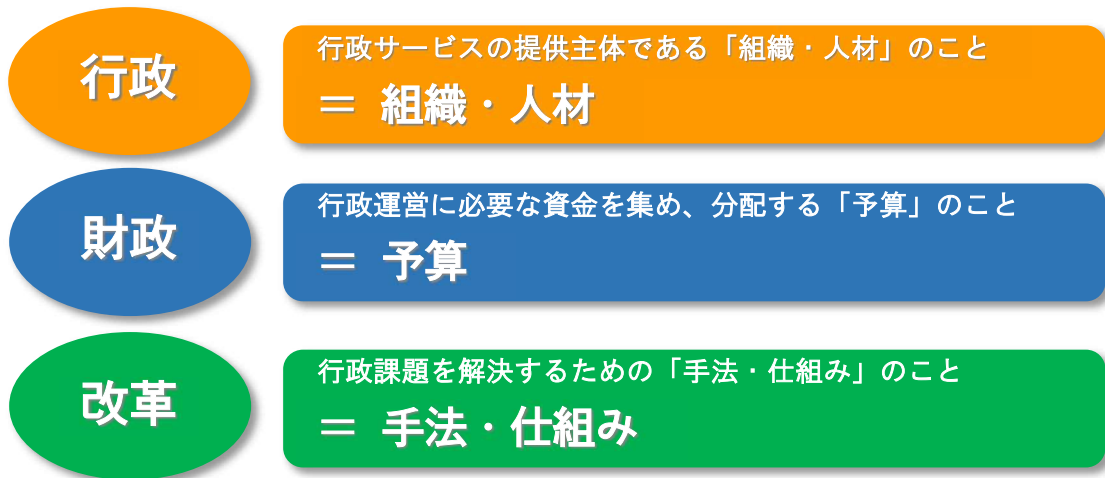 行政
行政サービスの提供主体である「組織・人材」のこと
＝ 組織・人材
財政
行政運営に必要な資金を集め、分配する「予算」のこと
＝ 予算
改革
行政課題を解決するための「手法・仕組み」のこと
＝ 手法・仕組み